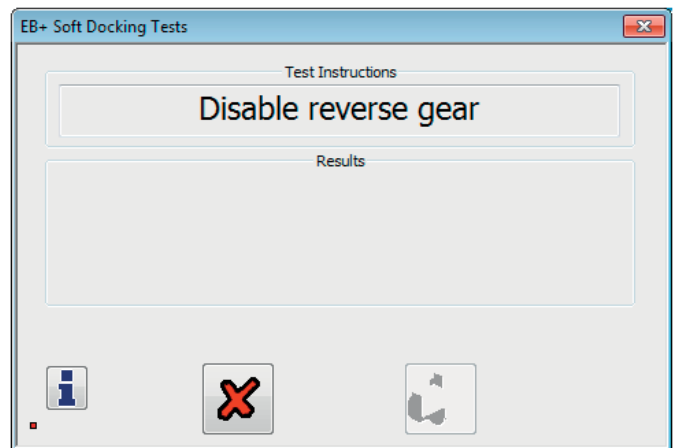 EB+ Soft Docking Tests
Test Instructions
Disable reverse gear
Results